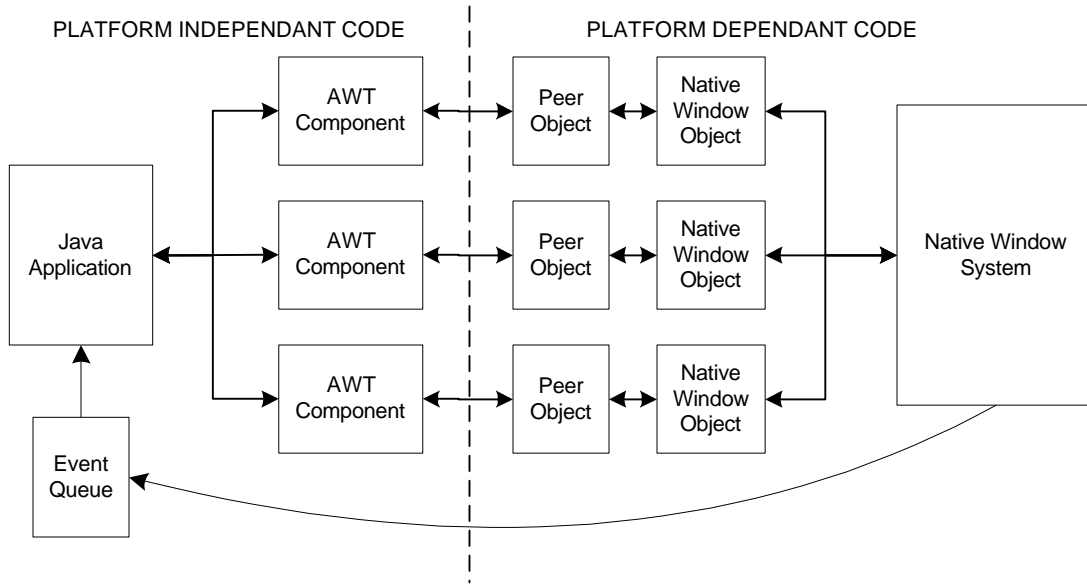 PLATFORM INDEPENDANT CODE
PLATFORM DEPENDANT CODE
AWT
Component
Peer
Object
Native
Window
Object
Java
Application
AWT
Component
Peer
Object
Native
Window
Object
Native Window
System
AWT
Component
Peer
Object
Native
Window
Object
Event
Queue